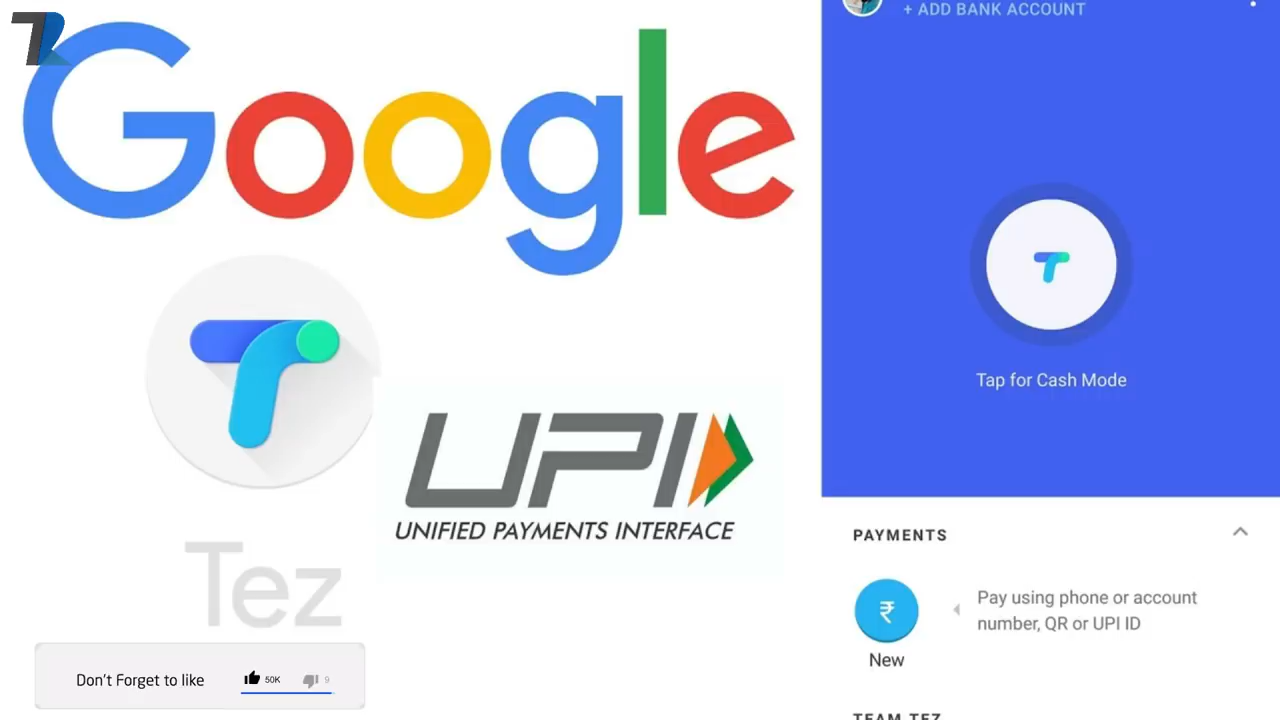 Google
Tez
UPI
UNIFIED PAYMENTS INTERFACE
Don't Forget to like
50K
9
+ ADD BANK ACCOUNT
Tap for Cash Mode
PAYMENTS
₹
Pay using phone or account
number, QR or UPI ID
New
TEAM TEZ